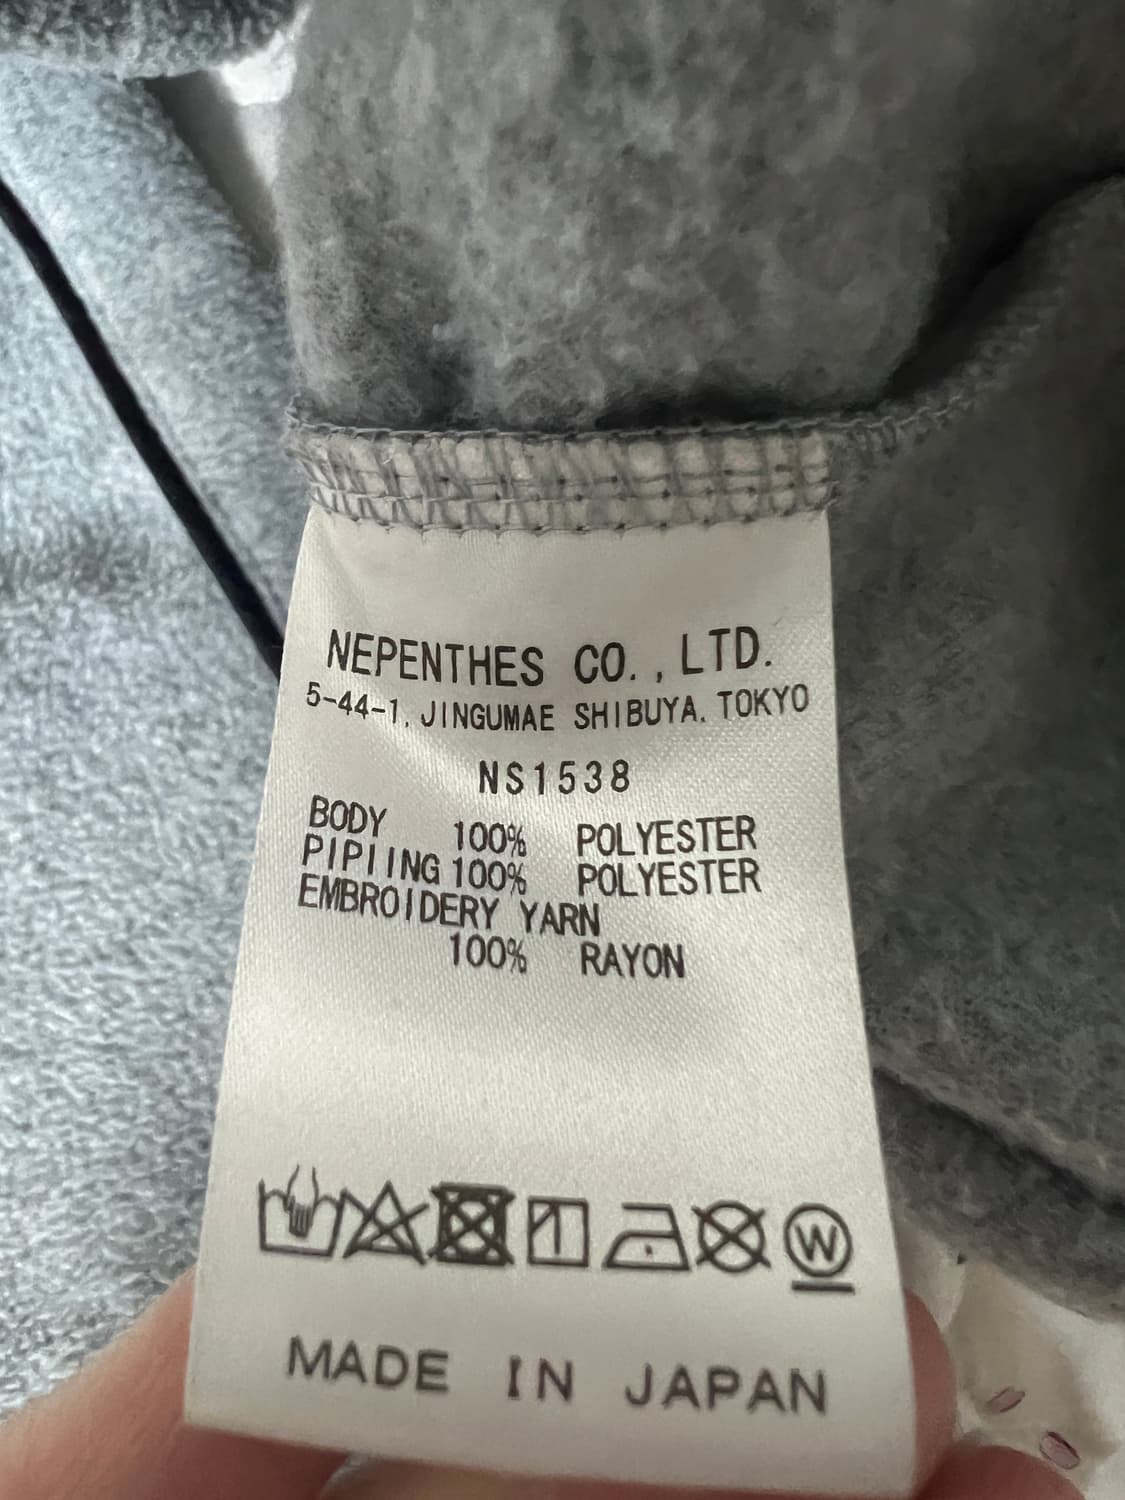 NEPENTHES CO., LTD.
5-44-1, JINGUMAE SHIBUYA, TOKYO
NS1538
BODY 100% POLYESTER
PIPIING 100% POLYESTER
EMBROIDERY YARN
100% RAYON
W
MADE IN JAPAN